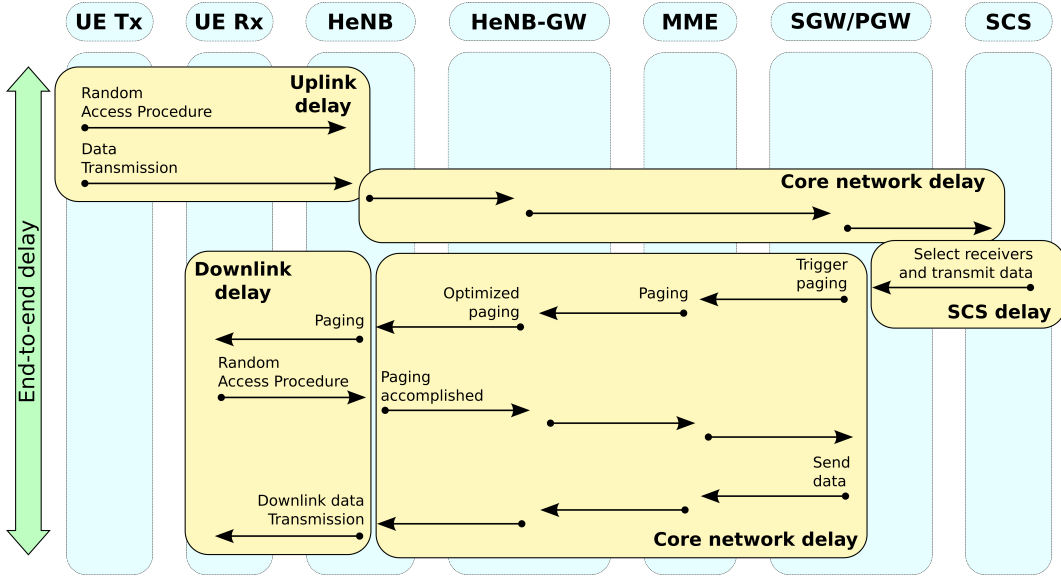 UE Tx
UE Rx
HeNB
HeNB-GW
MME
SGW/PGW
SCS
End-to-end delay
Uplink
delay
Random
Access Procedure
Data
Transmission
Core network delay
Select receivers
and transmit data
SCS delay
Downlink
delay
Trigger
paging
Paging
Optimized
paging
Paging
Random
Access Procedure
Paging
accomplished
Send
data
Downlink data
Transmission
Core network delay